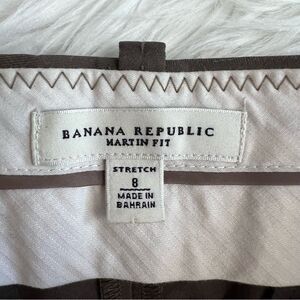 BANANA REPUBLIC
MARTIN FIT
STRETCH
8
MADE IN
BAHRAIN